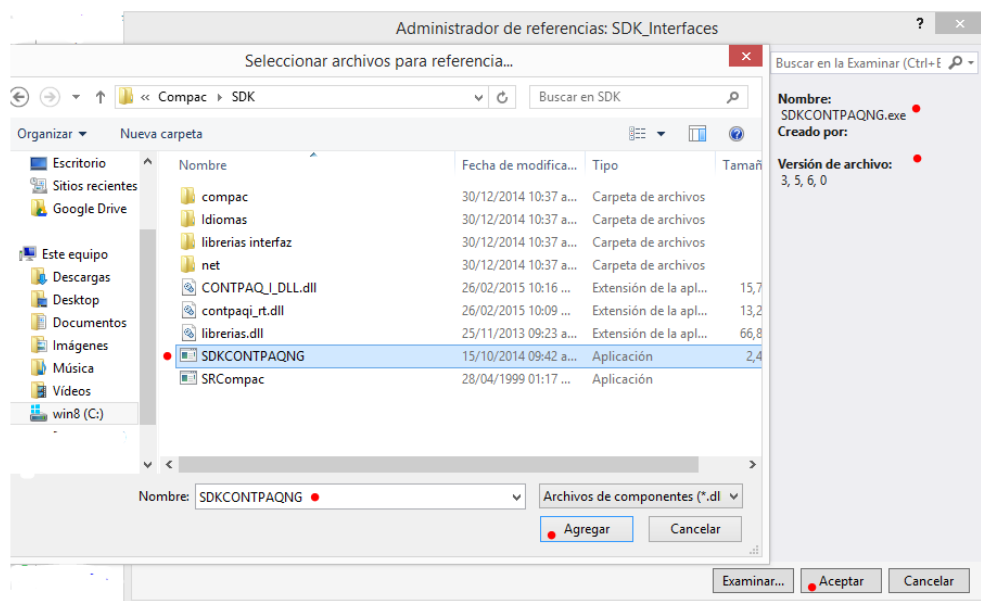 Administrador de referencias: SDK_Interfaces
?
Seleccionar archivos para referencia...
Buscar en la Examinar (Ctrl+E
« Compac SDK
Buscar en SDK
Nombre:
SDKCONTPAQNG.exe
Creado por:
Versión de archivo:
3, 5, 6, 0
Organizar Nueva carpeta
Escritorio
Sitios recientes
Google Drive
Este equipo
Descargas
Desktop
Documentos
Imágenes
Música
Vídeos
win8 (C:)
Nombre Fecha de modifica... Tipo Tamañ
compac 30/12/2014 10:37 a... Carpeta de archivos
Idiomas 30/12/2014 10:37 a... Carpeta de archivos
librerias interfaz 30/12/2014 10:37 a... Carpeta de archivos
net 30/12/2014 10:37 a... Carpeta de archivos
CONTPAQ_I_DLL.dll 26/02/2015 10:16 ... Extensión de la apl... 15,7
contpaqi_rt.dll 26/02/2015 10:09 ... Extensión de la apl... 13,2
librerias.dll 25/11/2013 09:23 a... Extensión de la apl... 66,8
SDKCONTPAQNG 15/10/2014 09:42 a... Aplicación 2,4
SRCompac 28/04/1999 01:17 ... Aplicación
Nombre: SDKCONTPAQNG Archivos de componentes (*.dl
Agregar Cancelar
Examinar... Aceptar Cancelar